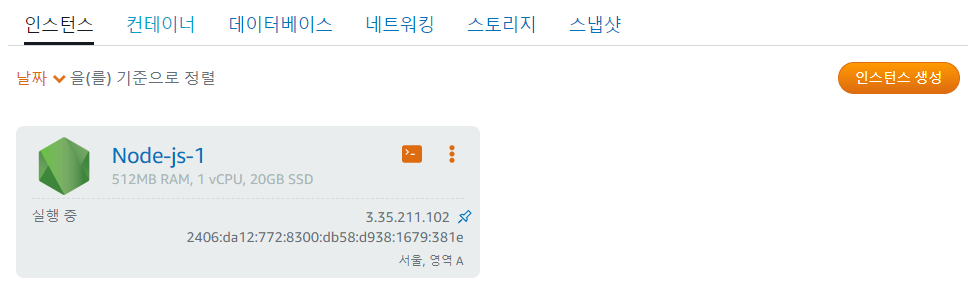 인스턴스 컨테이너 데이터베이스 네트워킹 스토리지 스냅샷
날짜 을(를) 기준으로 정렬 인스턴스 생성
Node-js-1
512MB RAM, 1 vCPU, 20GB SSD
실행 중 3.35.211.102
2406:da12:772:8300:db58:d938:1679:381e
서울, 영역 A